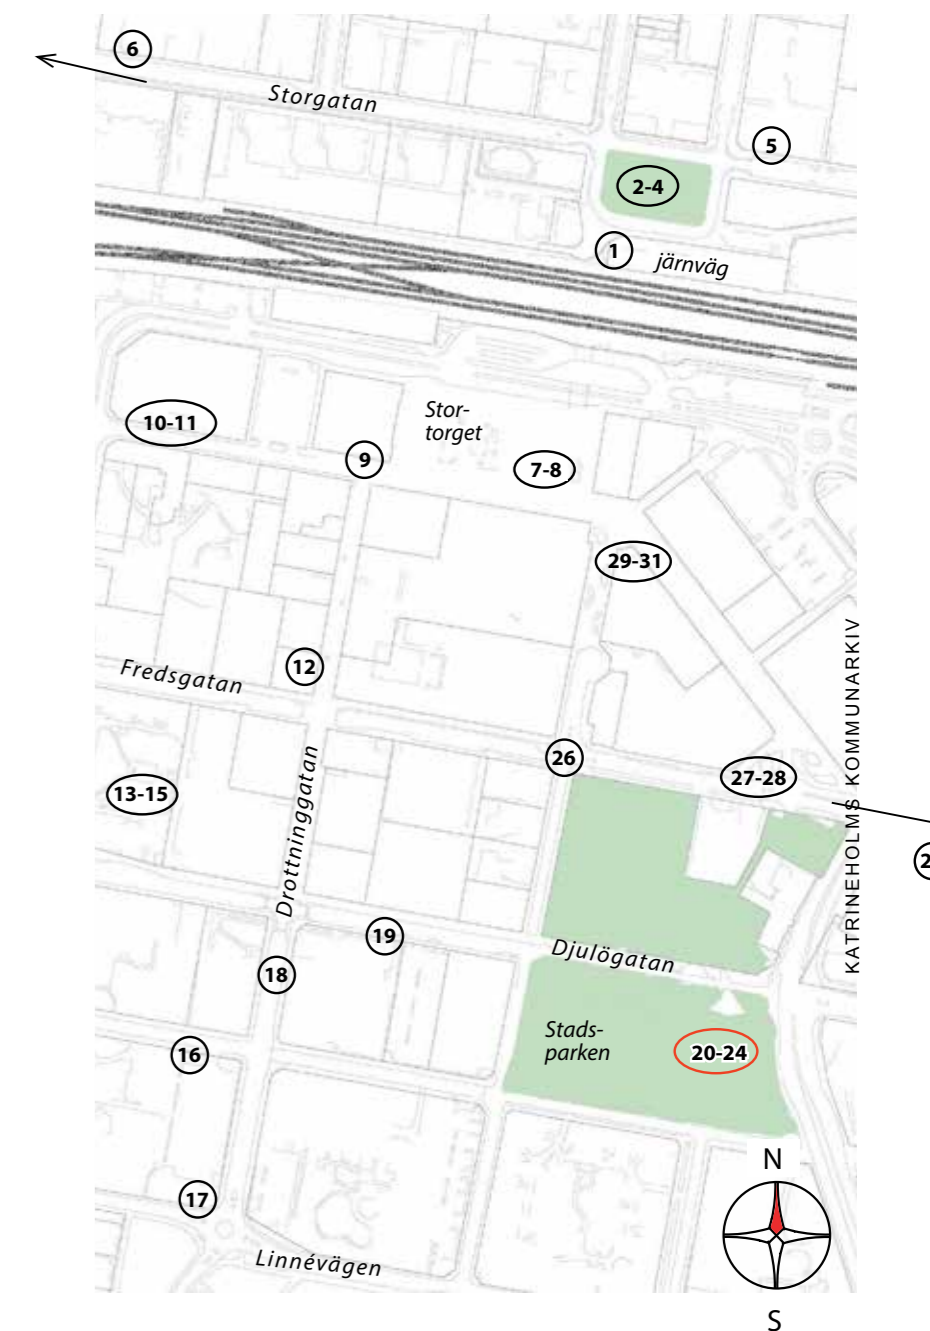 6
Storgatan
5
2-4
1
järnväg
Stor-
torget
10-11
9
7-8
29-31
12
Fredsgatan
26
27-28
13-15
Drottninggatan
KATRINEHOLMS KOMMUNARKIV
19
Djulögatan
18
Stads-
parken
20-24
16
17
N
Linnévägen
S